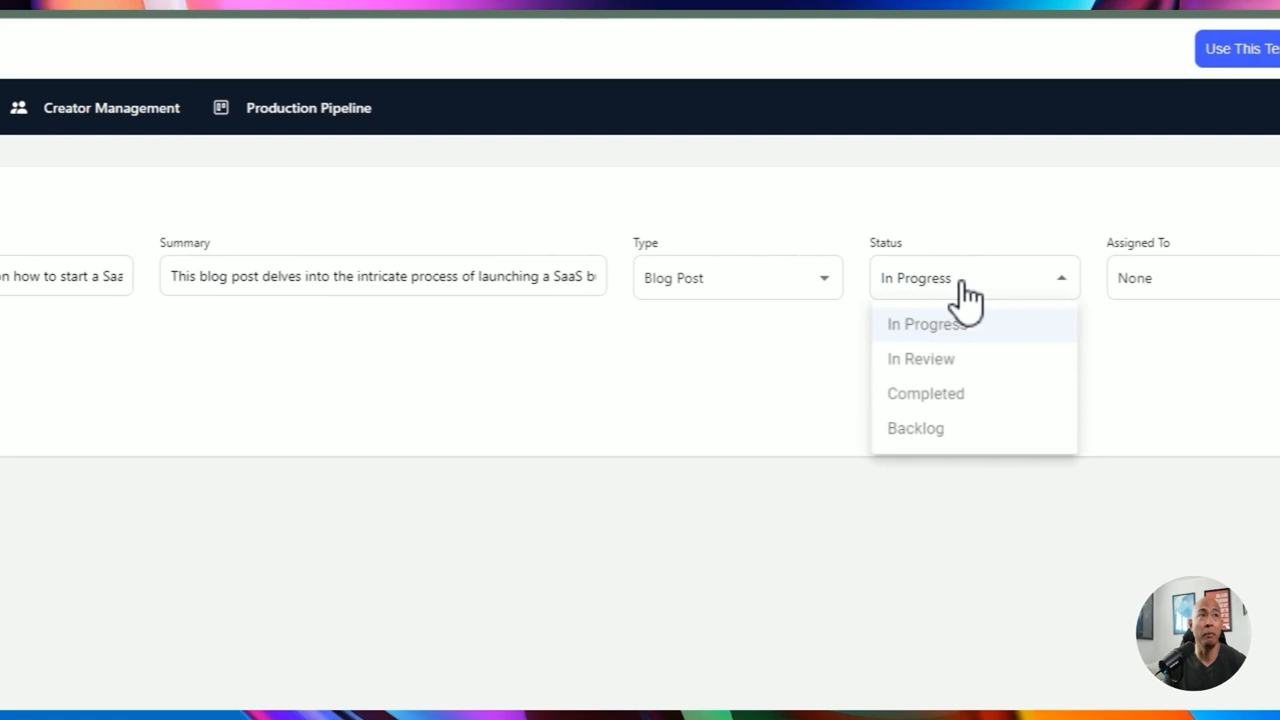 Use This Te
Creator Management
Production Pipeline
Summary
Type
Status
Assigned To
n how to start a Saa
This blog post delves into the intricate process of launching a SaaS b
Blog Post
In Progress
None
In Progress
In Review
Completed
Backlog